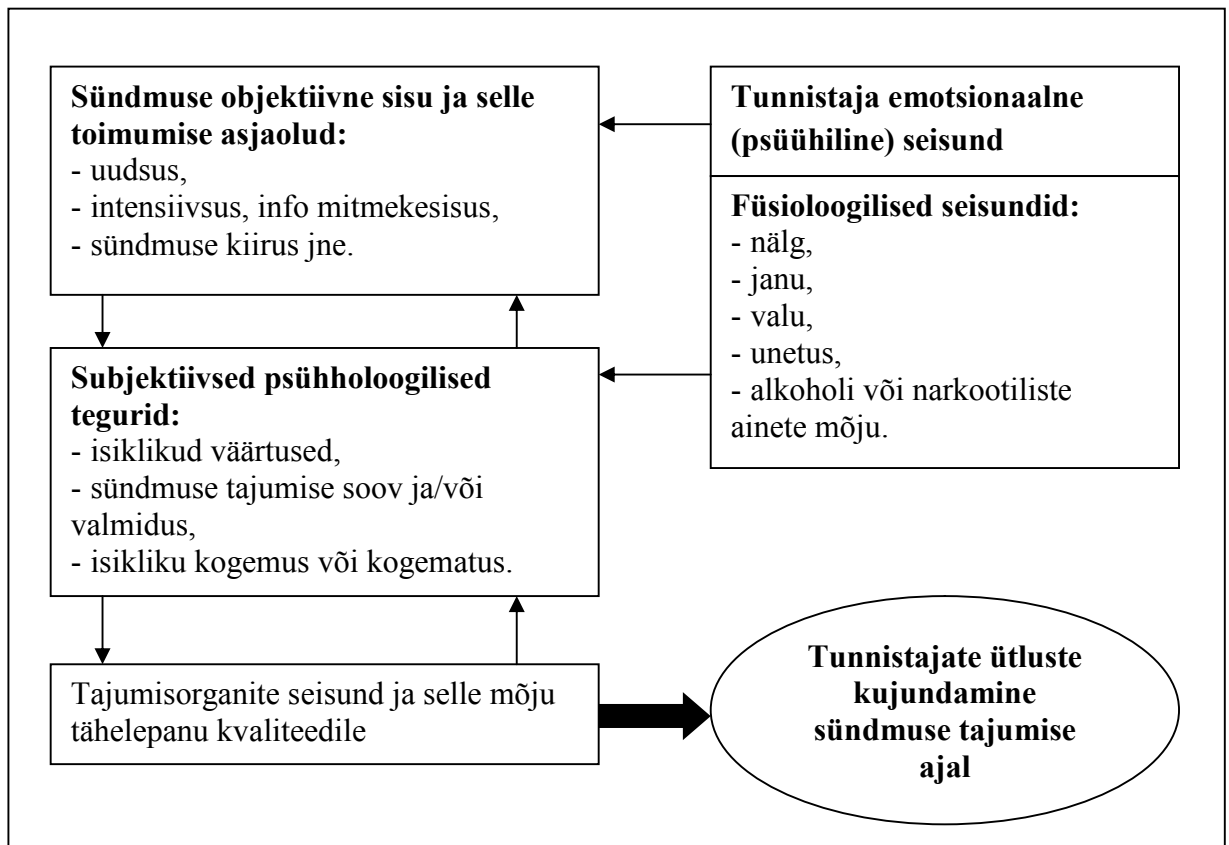 Sündmuse objektiivne sisu ja selle
toimumise asjaolud:
- uudsus,
- intensiivsus, info mitmekesisus,
- sündmuse kiirus jne.
Tunnistaja emotsionaalne
(psüühiline) seisund
Füsioloogilised seisundid:
- nälg,
- janu,
- valu,
- unetus,
- alkoholi või narkootiliste
ainete mõju.
Subjektiivsed psühholoogilised
tegurid:
- isiklikud väärtused,
- sündmuse tajumise soov ja/või
valmidus,
- isikliku kogemus või kogematus.
Tajumisorganite seisund ja selle mõju
tähelepanu kvaliteedile
Tunnistajate ütluste
kujundamine
sündmuse tajumise
ajal